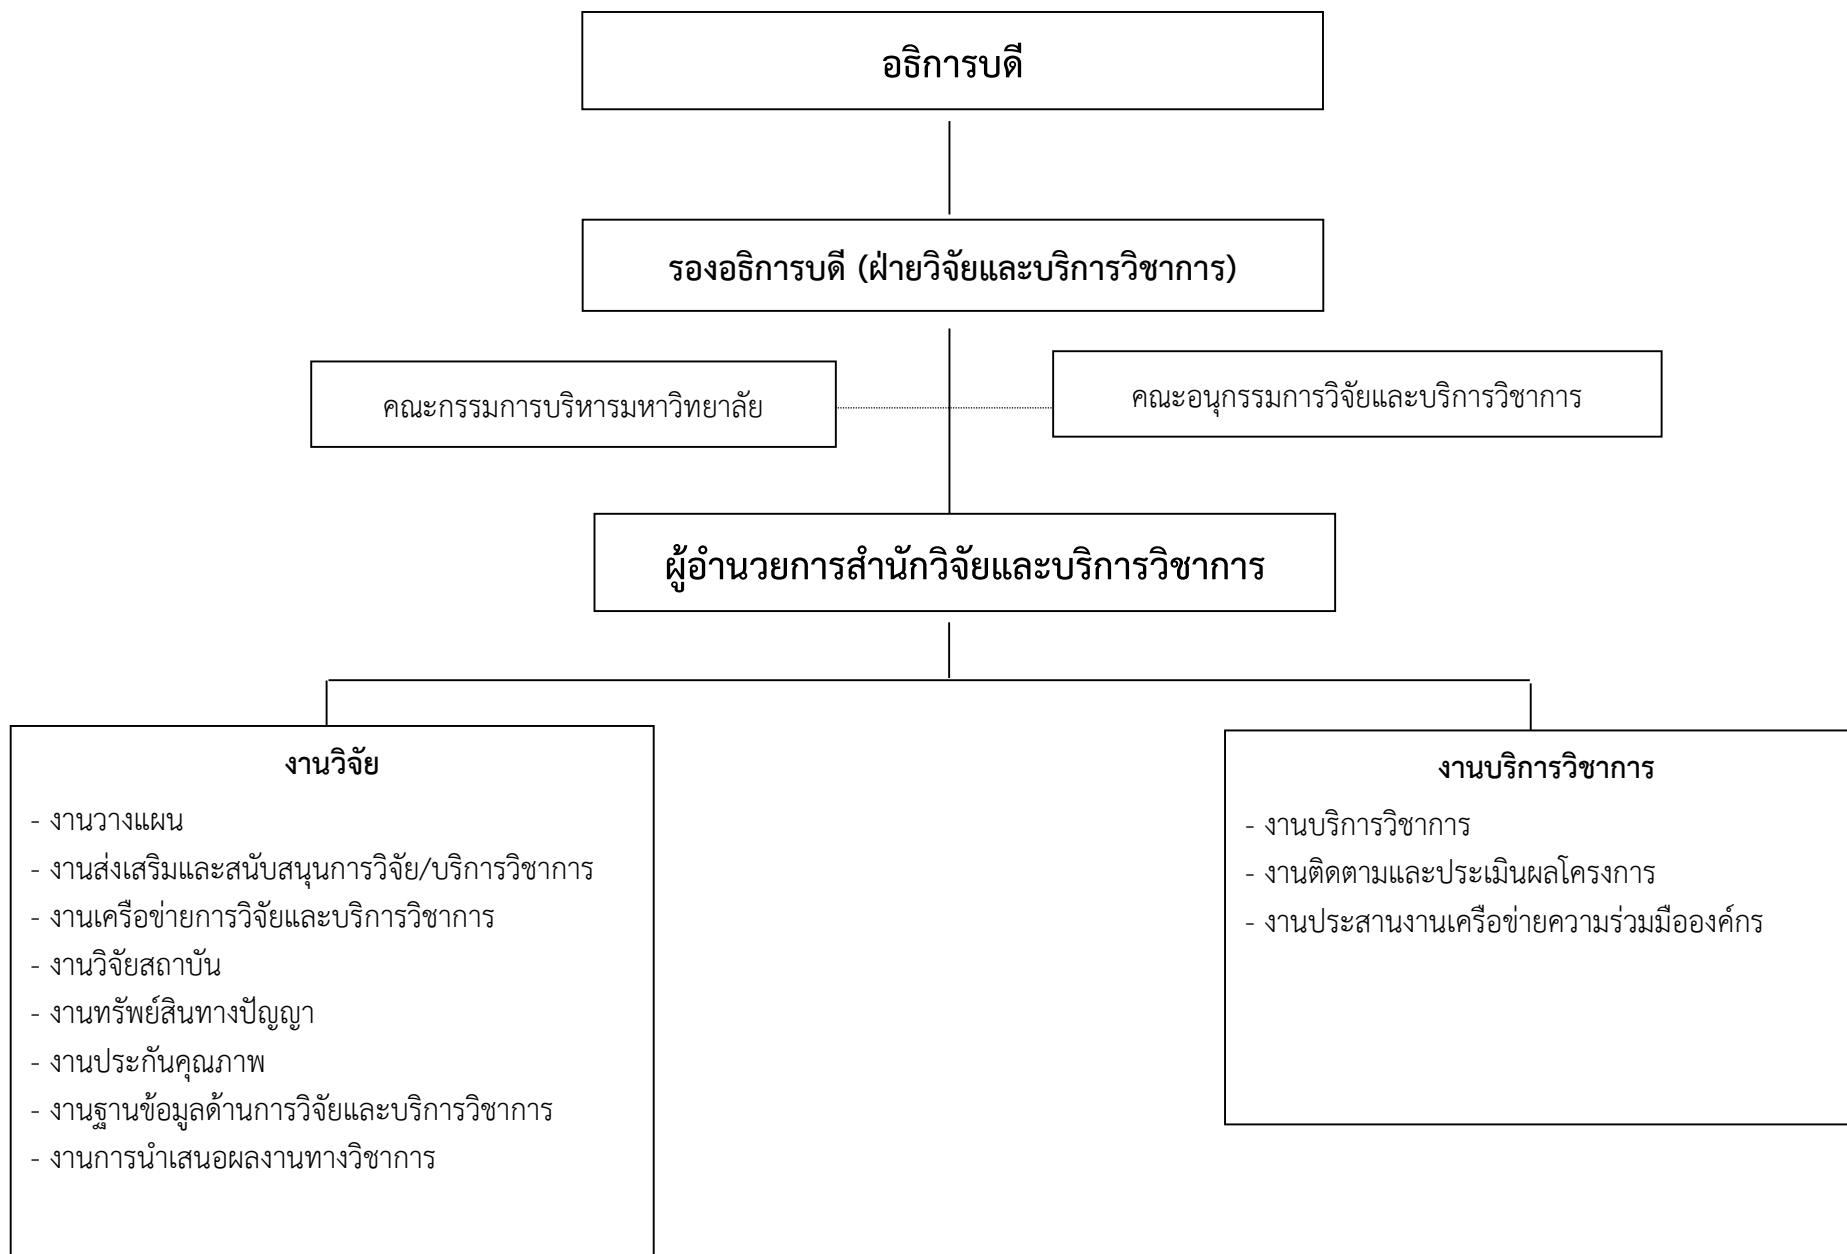 อธิการบดี
รองอธิการบดี (ฝ่ายวิจัยและบริการวิชาการ)
คณะกรรมการบริหารมหาวิทยาลัย
คณะอนุกรรมการวิจัยและบริการวิชาการ
ผู้อำนวยการสำนักวิจัยและบริการวิชาการ
งานวิจัย
- งานวางแผน
- งานส่งเสริมและสนับสนุนการวิจัย/บริการวิชาการ
- งานเครือข่ายการวิจัยและบริการวิชาการ
- งานวิจัยสถาบัน
- งานทรัพย์สินทางปัญญา
- งานประกันคุณภาพ
- งานฐานข้อมูลด้านการวิจัยและบริการวิชาการ
- งานการนำเสนอผลงานทางวิชาการ
งานบริการวิชาการ
- งานบริการวิชาการ
- งานติดตามและประเมินผลโครงการ
- งานประสานงานเครือข่ายความร่วมมือองค์กร